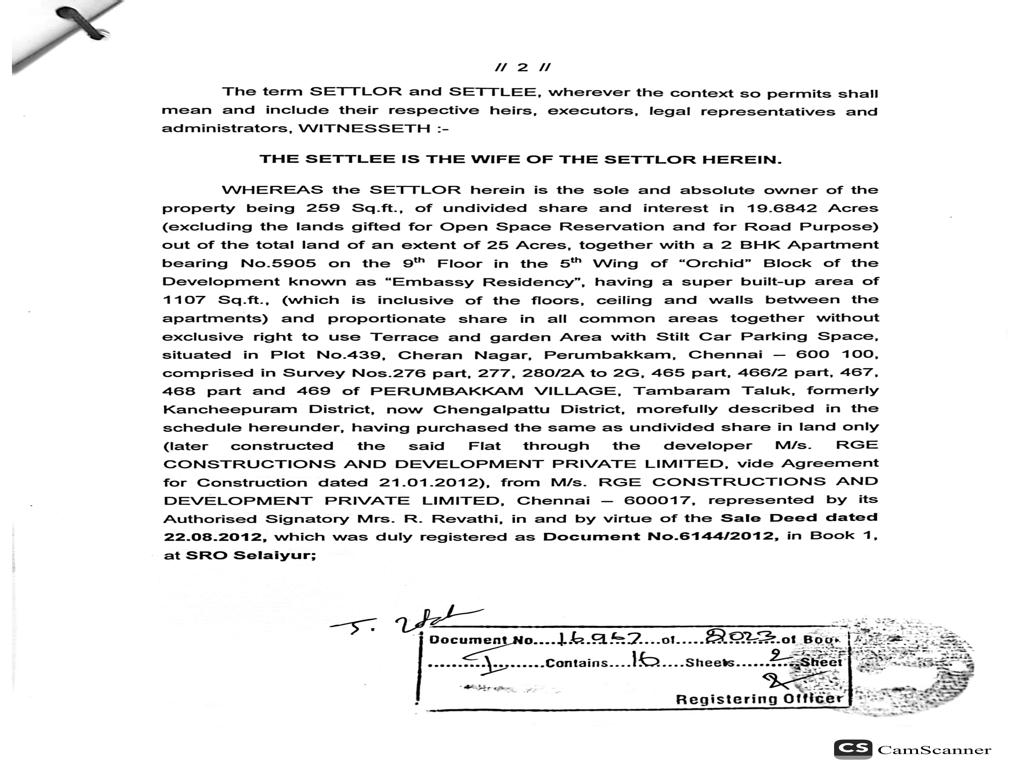 // 2 //
The term SETTLOR and SETTLEE, wherever the context so permits shall
mean and include their respective heirs, executors, legal representatives and
administrators, WITNESSETH :-
THE SETTLEE IS THE WIFE OF THE SETTLOR HEREIN.
WHEREAS the SETTLOR herein is the sole and absolute owner of the
property being 259 Sq.ft., of undivided share and interest in 19.6842 Acres
(excluding the lands gifted for Open Space Reservation and for Road Purpose)
out of the total land of an extent of 25 Acres, together with a 2 BHK Apartment
bearing No.5905 on the 9th Floor in the 5th Wing of "Orchid" Block of the
Development known as "Embassy Residency", having a super built-up area of
1107 Sq.ft., (which is inclusive of the floors, ceiling and walls between the
apartments) and proportionate share in all common areas together without
exclusive right to use Terrace and garden Area with Stilt Car Parking Space,
situated in Plot No.439, Cheran Nagar, Perumbakkam, Chennai – 600 100,
comprised in Survey Nos.276 part, 277, 280/2A to 2G, 465 part, 466/2 part, 467,
468 part and 469 of PERUMBAKKAM VILLAGE, Tambaram Taluk, formerly
Kancheepuram District, now Chengalpattu District, morefully described in the
schedule hereunder, having purchased the same as undivided share in land only
(later constructed the said Flat through the developer M/s. RGE
CONSTRUCTIONS AND DEVELOPMENT PRIVATE LIMITED, vide Agreement
for Construction dated 21.01.2012), from M/s. RGE CONSTRUCTIONS AND
DEVELOPMENT PRIVATE LIMITED, Chennai – 600017, represented by its
Authorised Signatory Mrs. R. Revathi, in and by virtue of the Sale Deed dated
22.08.2012, which was duly registered as Document No.6144/2012, in Book 1,
at SRO Selaiyur;
Document No....16967...of....2023.of Book
.........1.......Contains...16....Sheets.......2...Sheet
Registering Officer
CS CamScanner